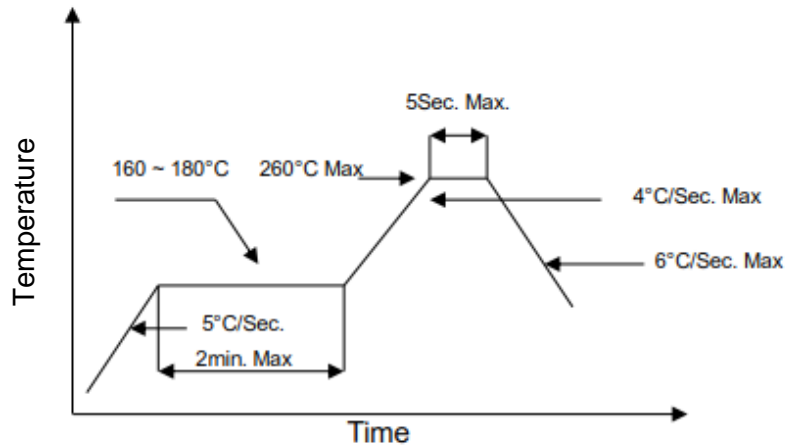 5Sec. Max.
160 ~ 180°C
260°C Max
4°C/Sec. Max
6°C/Sec. Max
Temperature
5°C/Sec.
2min. Max
Time